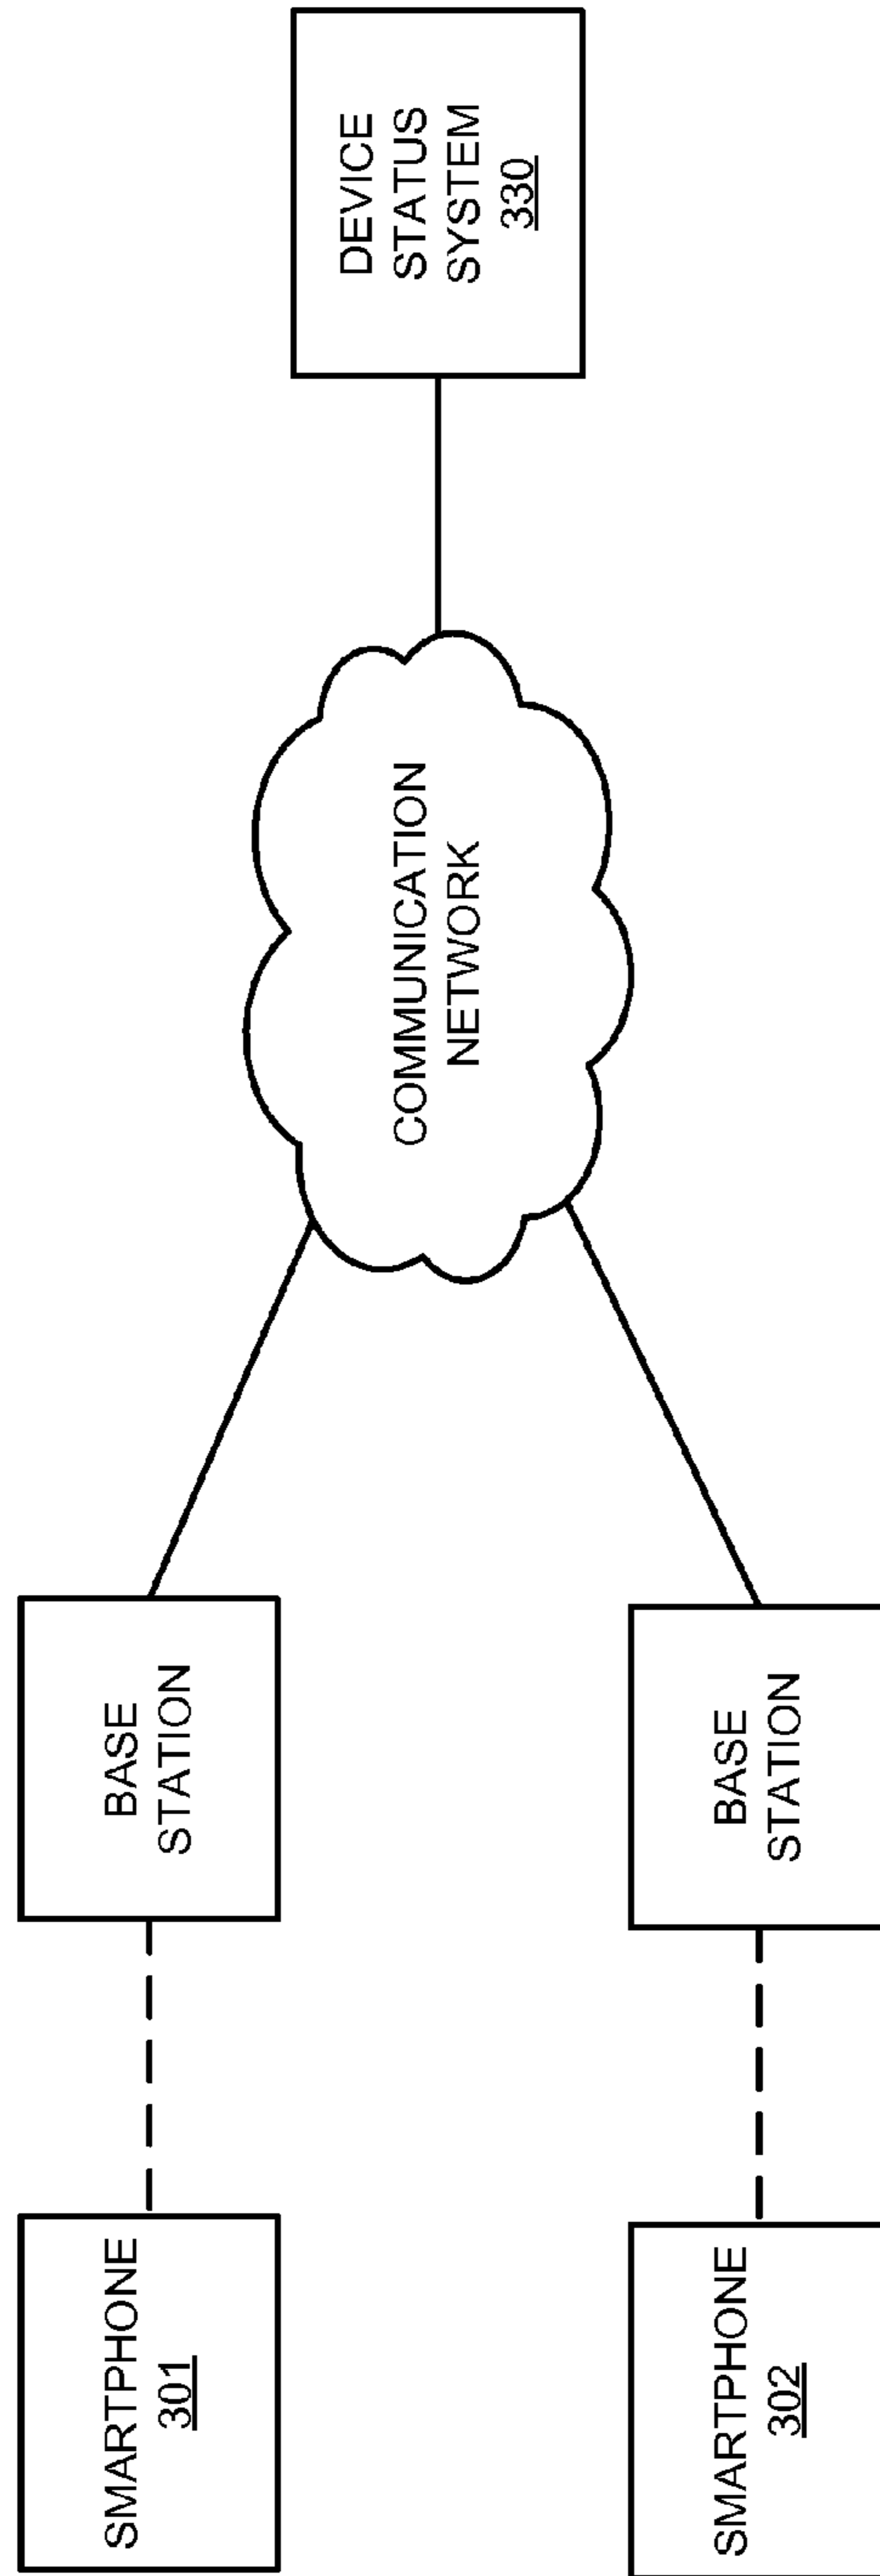 SMARTPHONE
301
BASE
STATION
SMARTPHONE
302
BASE
STATION
COMMUNICATION
NETWORK
DEVICE
STATUS
SYSTEM
330